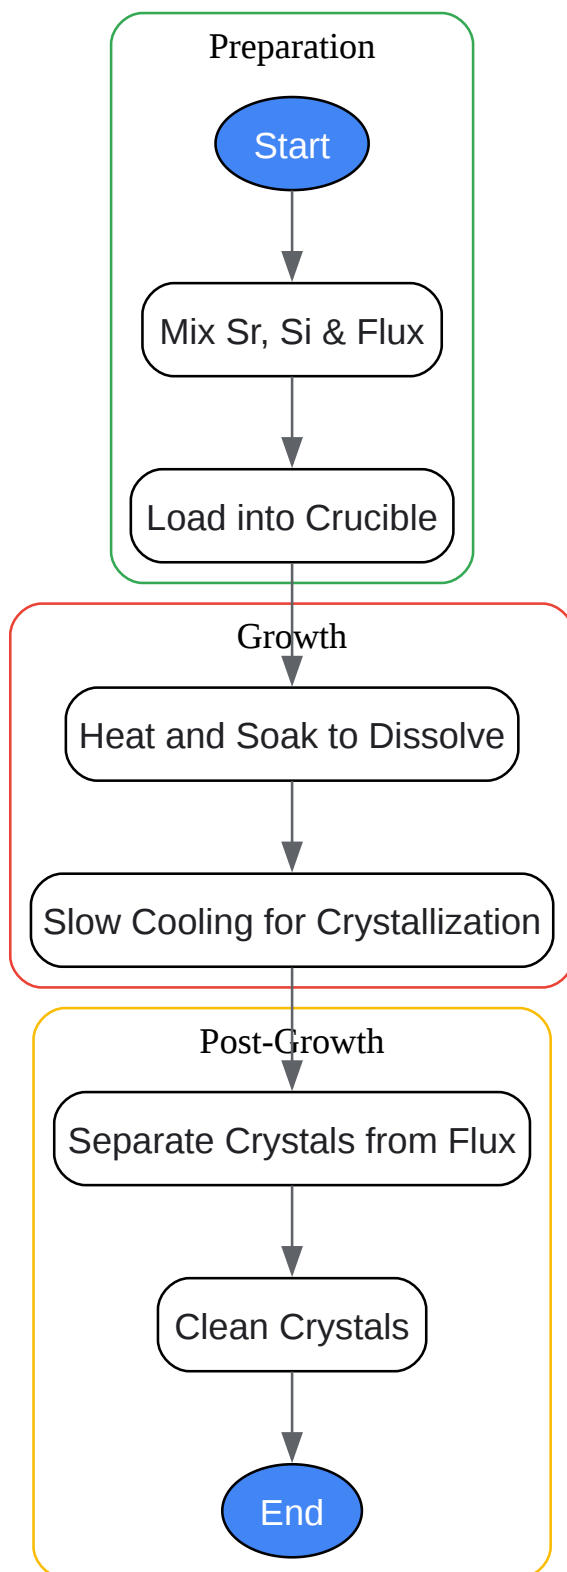 Preparation
Start
Mix Sr, Si & Flux
Load into Crucible
Growth
Heat and Soak to Dissolve
Slow Cooling for Crystallization
Post-Growth
Separate Crystals from Flux
Clean Crystals
End